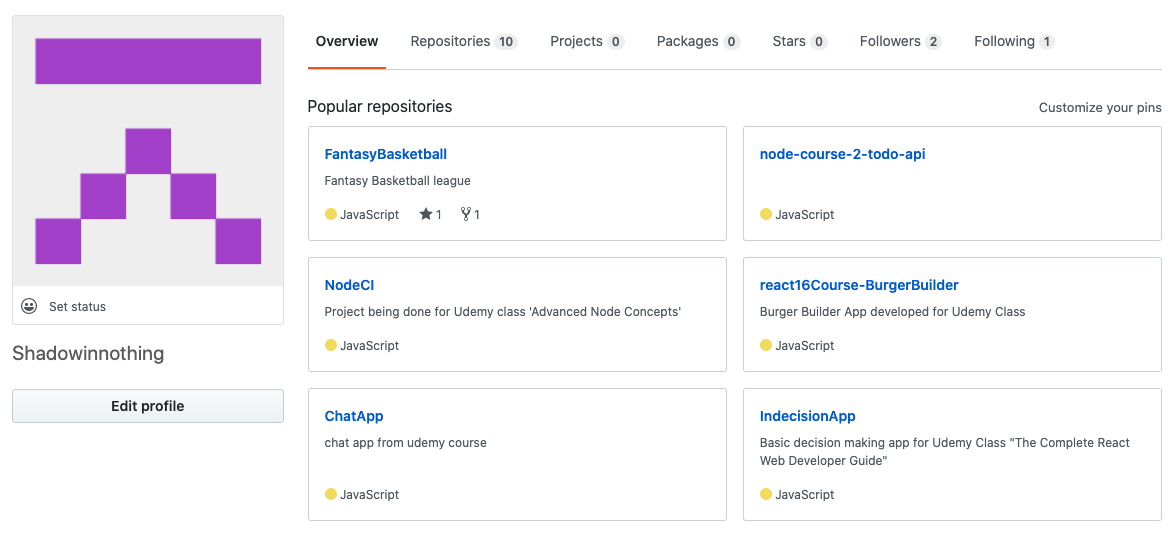 Set status
Shadowinnothing
Edit profile
Overview Repositories 10 Projects 0 Packages 0 Stars 0 Followers 2 Following 1
Popular repositories Customize your pins
FantasyBasketball
Fantasy Basketball league
JavaScript 1 1
node-course-2-todo-api
JavaScript
NodeCI
Project being done for Udemy class 'Advanced Node Concepts'
JavaScript
react16Course-BurgerBuilder
Burger Builder App developed for Udemy Class
JavaScript
ChatApp
chat app from udemy course
JavaScript
IndecisionApp
Basic decision making app for Udemy Class "The Complete React
Web Developer Guide"
JavaScript